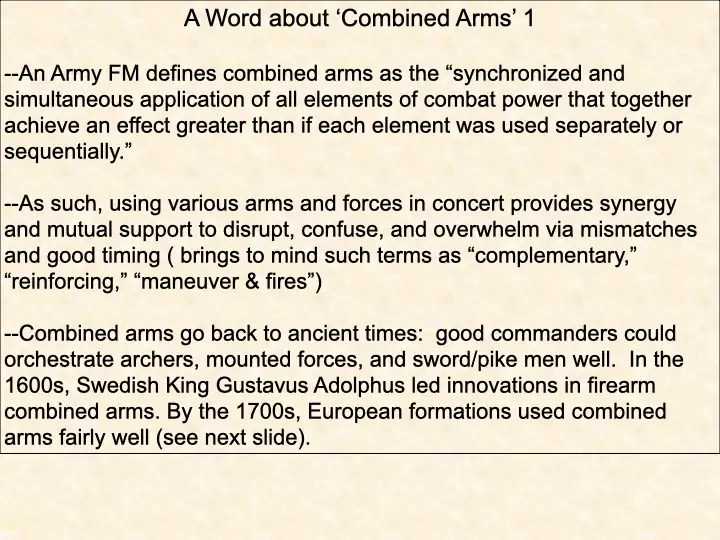 A Word about ‘Combined Arms’ 1
--An Army FM defines combined arms as the “synchronized and
simultaneous application of all elements of combat power that together
achieve an effect greater than if each element was used separately or
sequentially.”
--As such, using various arms and forces in concert provides synergy
and mutual support to disrupt, confuse, and overwhelm via mismatches
and good timing ( brings to mind such terms as “complementary,”
“reinforcing,” “maneuver & fires”)
--Combined arms go back to ancient times:  good commanders could
orchestrate archers, mounted forces, and sword/pike men well.  In the
1600s, Swedish King Gustavus Adolphus led innovations in firearm
combined arms. By the 1700s, European formations used combined
arms fairly well (see next slide).